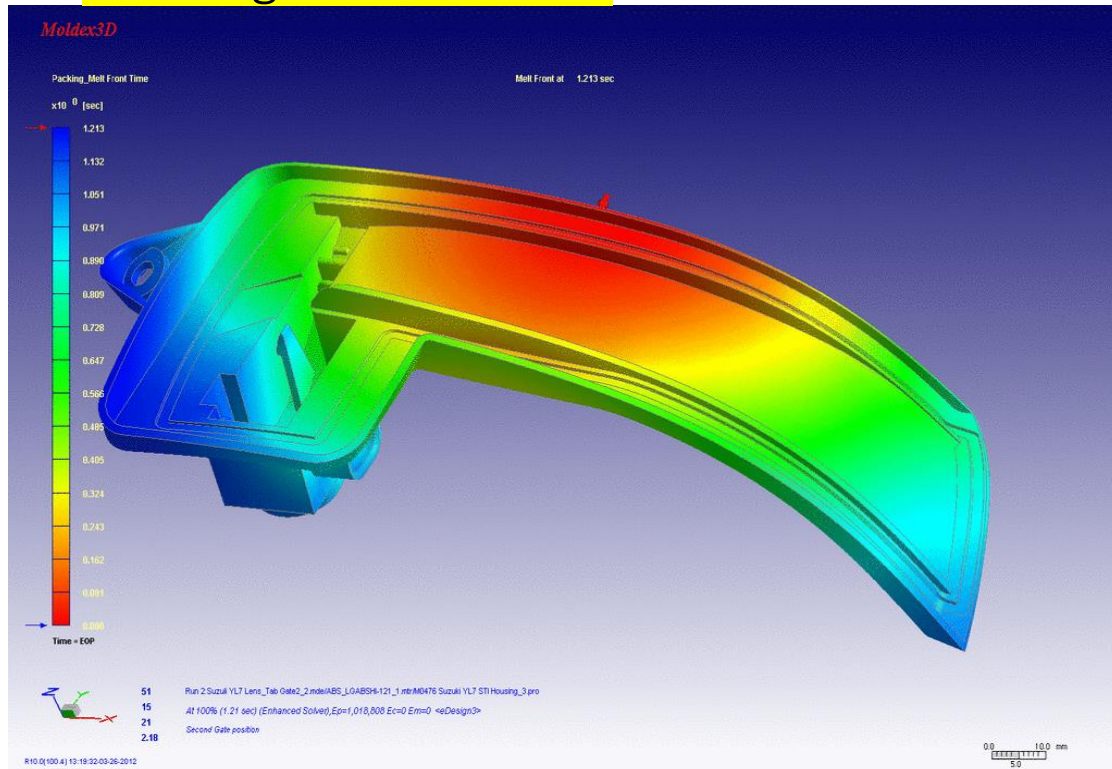 Moldex3D
Packing_Melt Front Time
Melt Front at 1.213 sec
x10 0 [sec]
1.213
1.132
1.051
0.971
0.890
0.809
0.728
0.647
0.566
0.485
0.405
0.324
0.243
0.162
0.081
0.000
Time = EOP
Z Y X
51
15
21
2.18
Run 2:Suzuli YL7 Lens_Tab Gate2_2.mde/ABS_LGABSHI-121_1.mtr/M0476 Suzuki YL7 STI Housing_3.pro
At 100% (1.21 sec) (Enhanced Solver),Ep=1,018,808 Ec=0 Em=0 <eDesign3>
Second Gate position
0.0 10.0 mm
5.0
R10.0(100.4) 13:19:32-03-26-2012